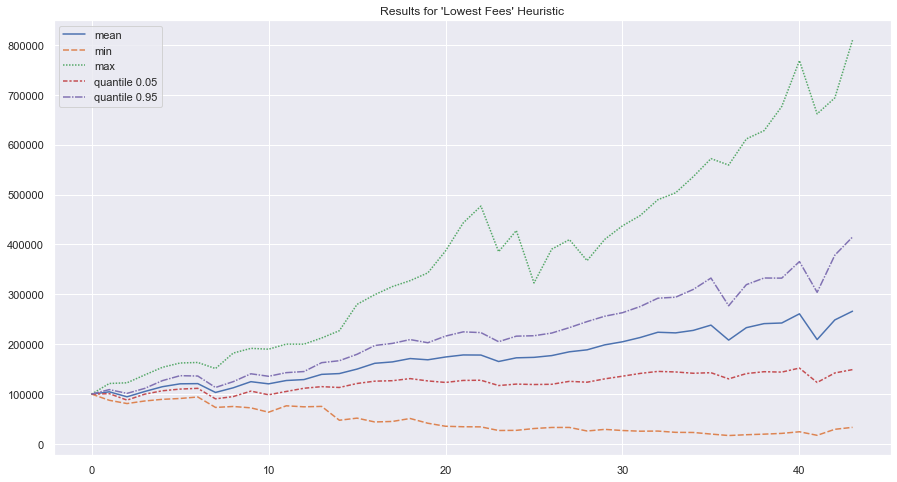 Results for 'Lowest Fees' Heuristic
mean
min
max
quantile 0.05
quantile 0.95
800000
700000
600000
500000
400000
300000
200000
100000
0
0
10
20
30
40